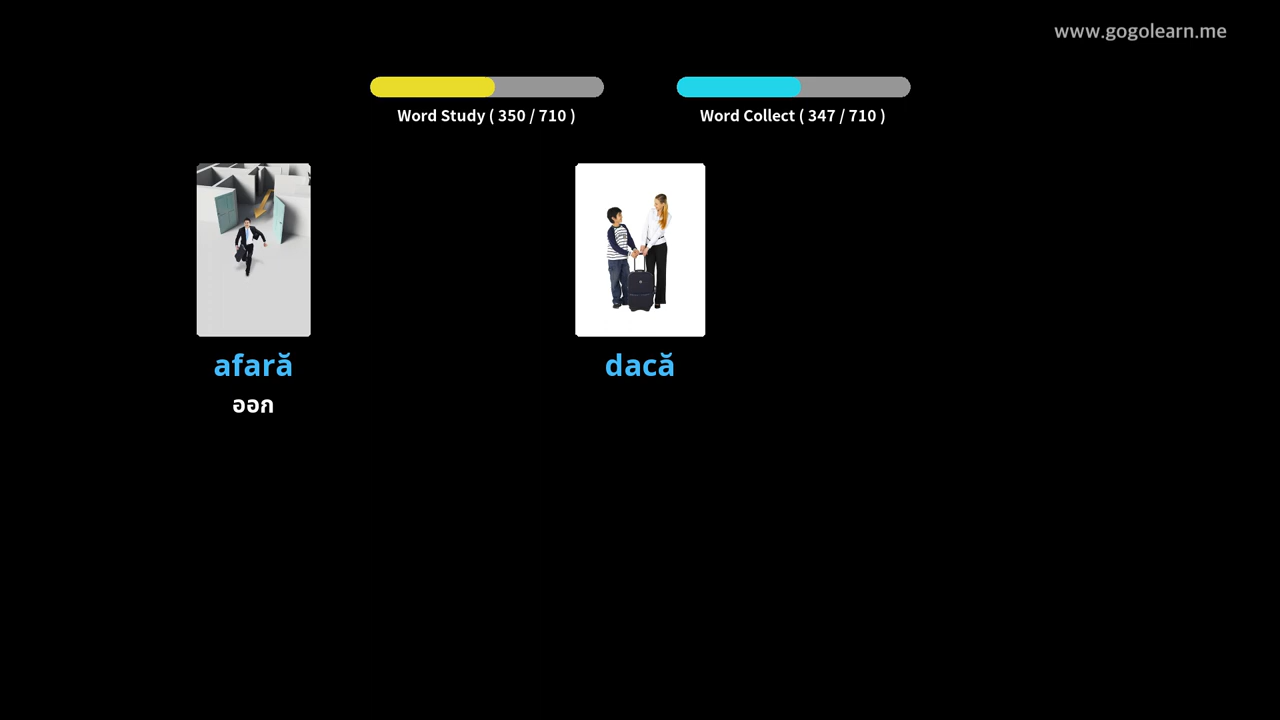 www.gogolearn.me
Word Study ( 350 / 710 )
Word Collect ( 347 / 710 )
afară
ออก
dacă